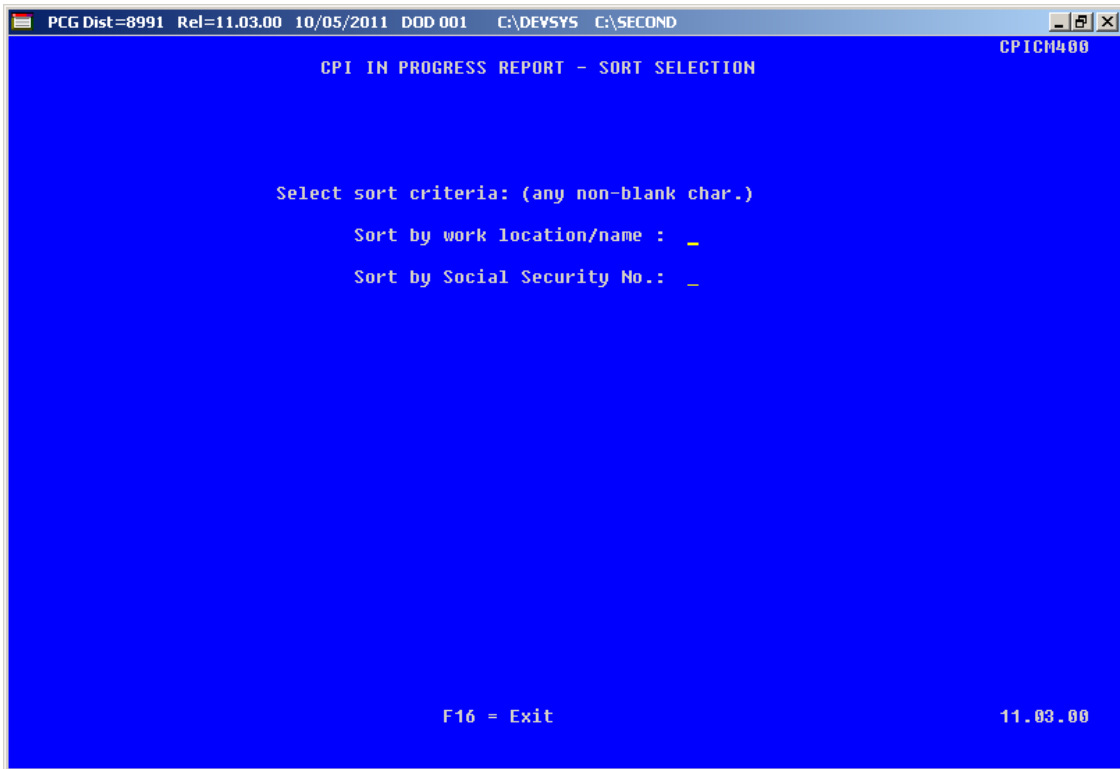 PCG Dist=8991 Rel=11.03.00 10/05/2011 DOD 001 C:\DEVSYS C:\SECOND
CPICM400
CPI IN PROGRESS REPORT - SORT SELECTION
Select sort criteria: (any non-blank char.)
Sort by work location/name : _
Sort by Social Security No.: _
F16 = Exit 11.03.00